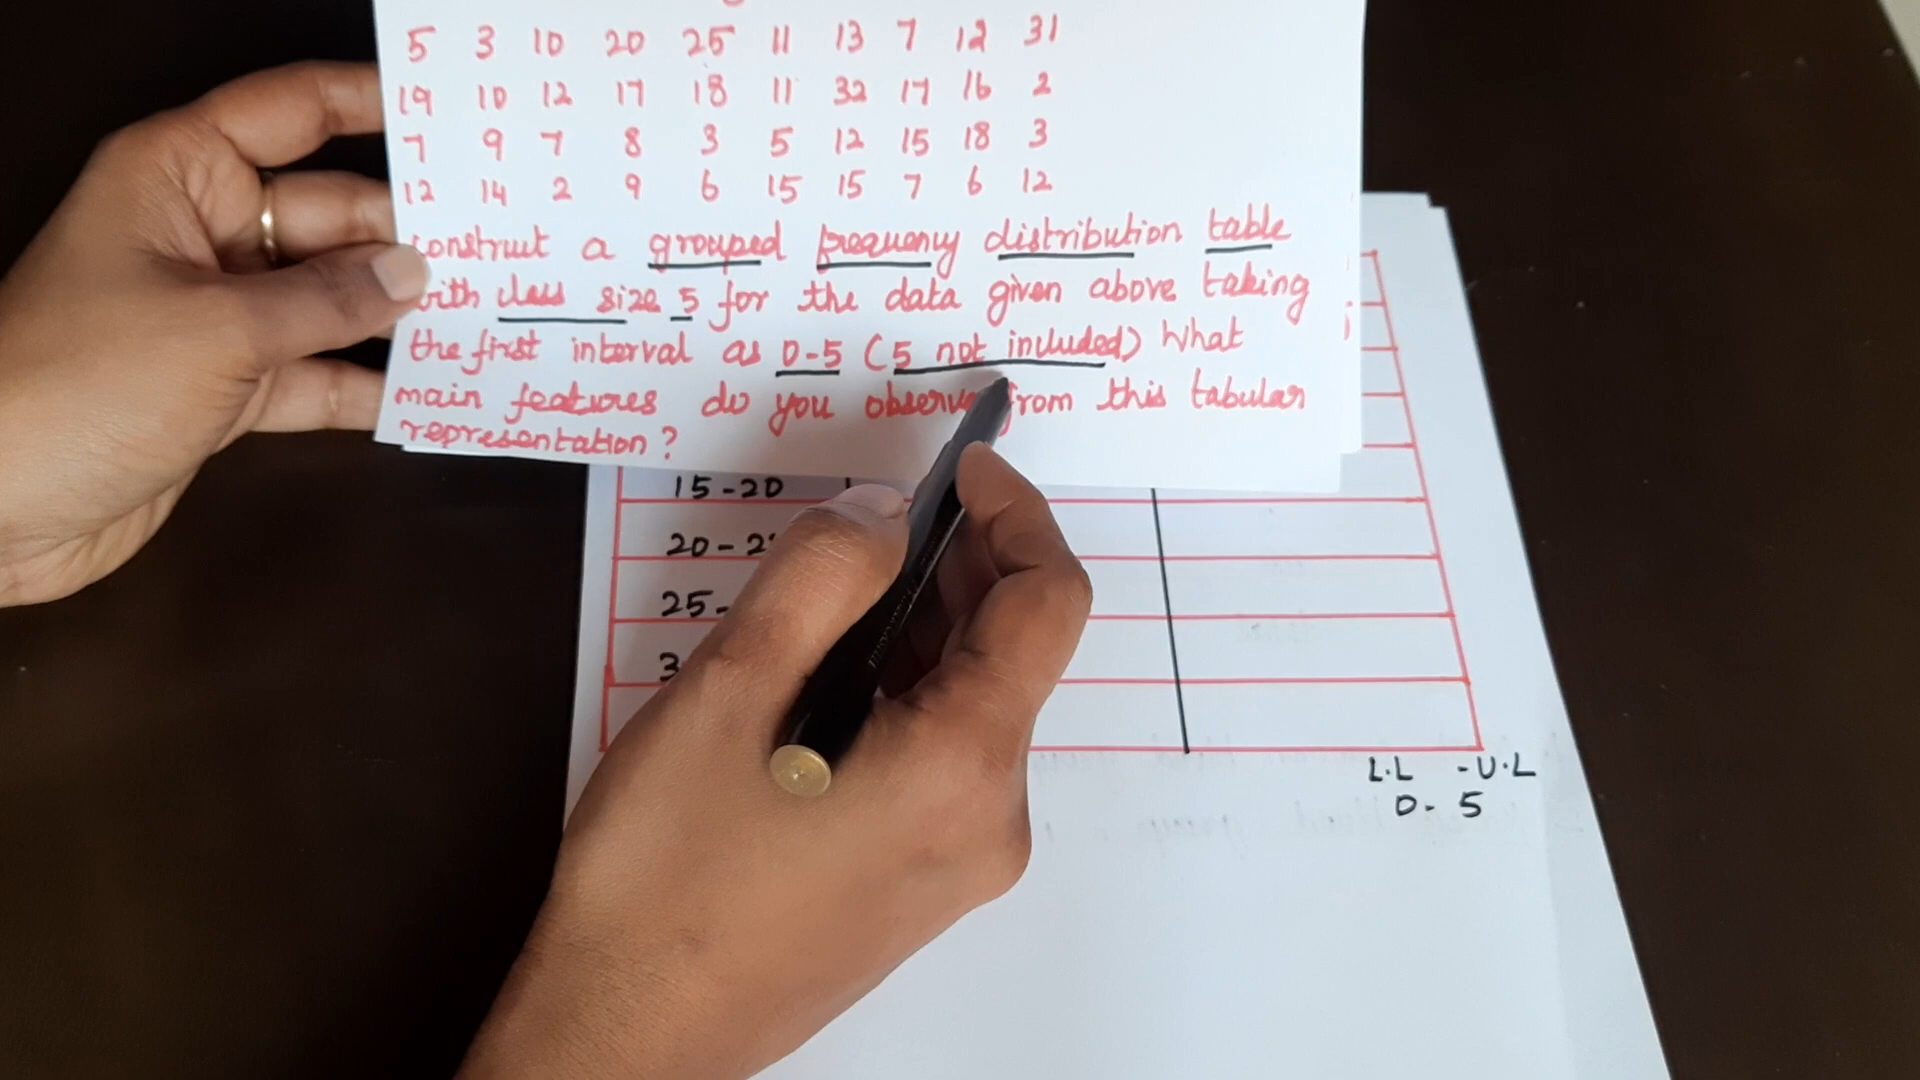 5 3 10 20 25 11 13 7 12 31
19 10 12 17 18 11 32 17 16 2
7 9 7 8 3 5 12 15 18 3
12 14 2 9 6 15 15 7 6 12
construct a grouped frequency distribution table
with class size 5 for the data given above taking
the first interval as 0-5 (5 not included) What
main features do you observe from this tabular
representation?
15-20
20-2
25-
3
L.L - U.L
0- 5